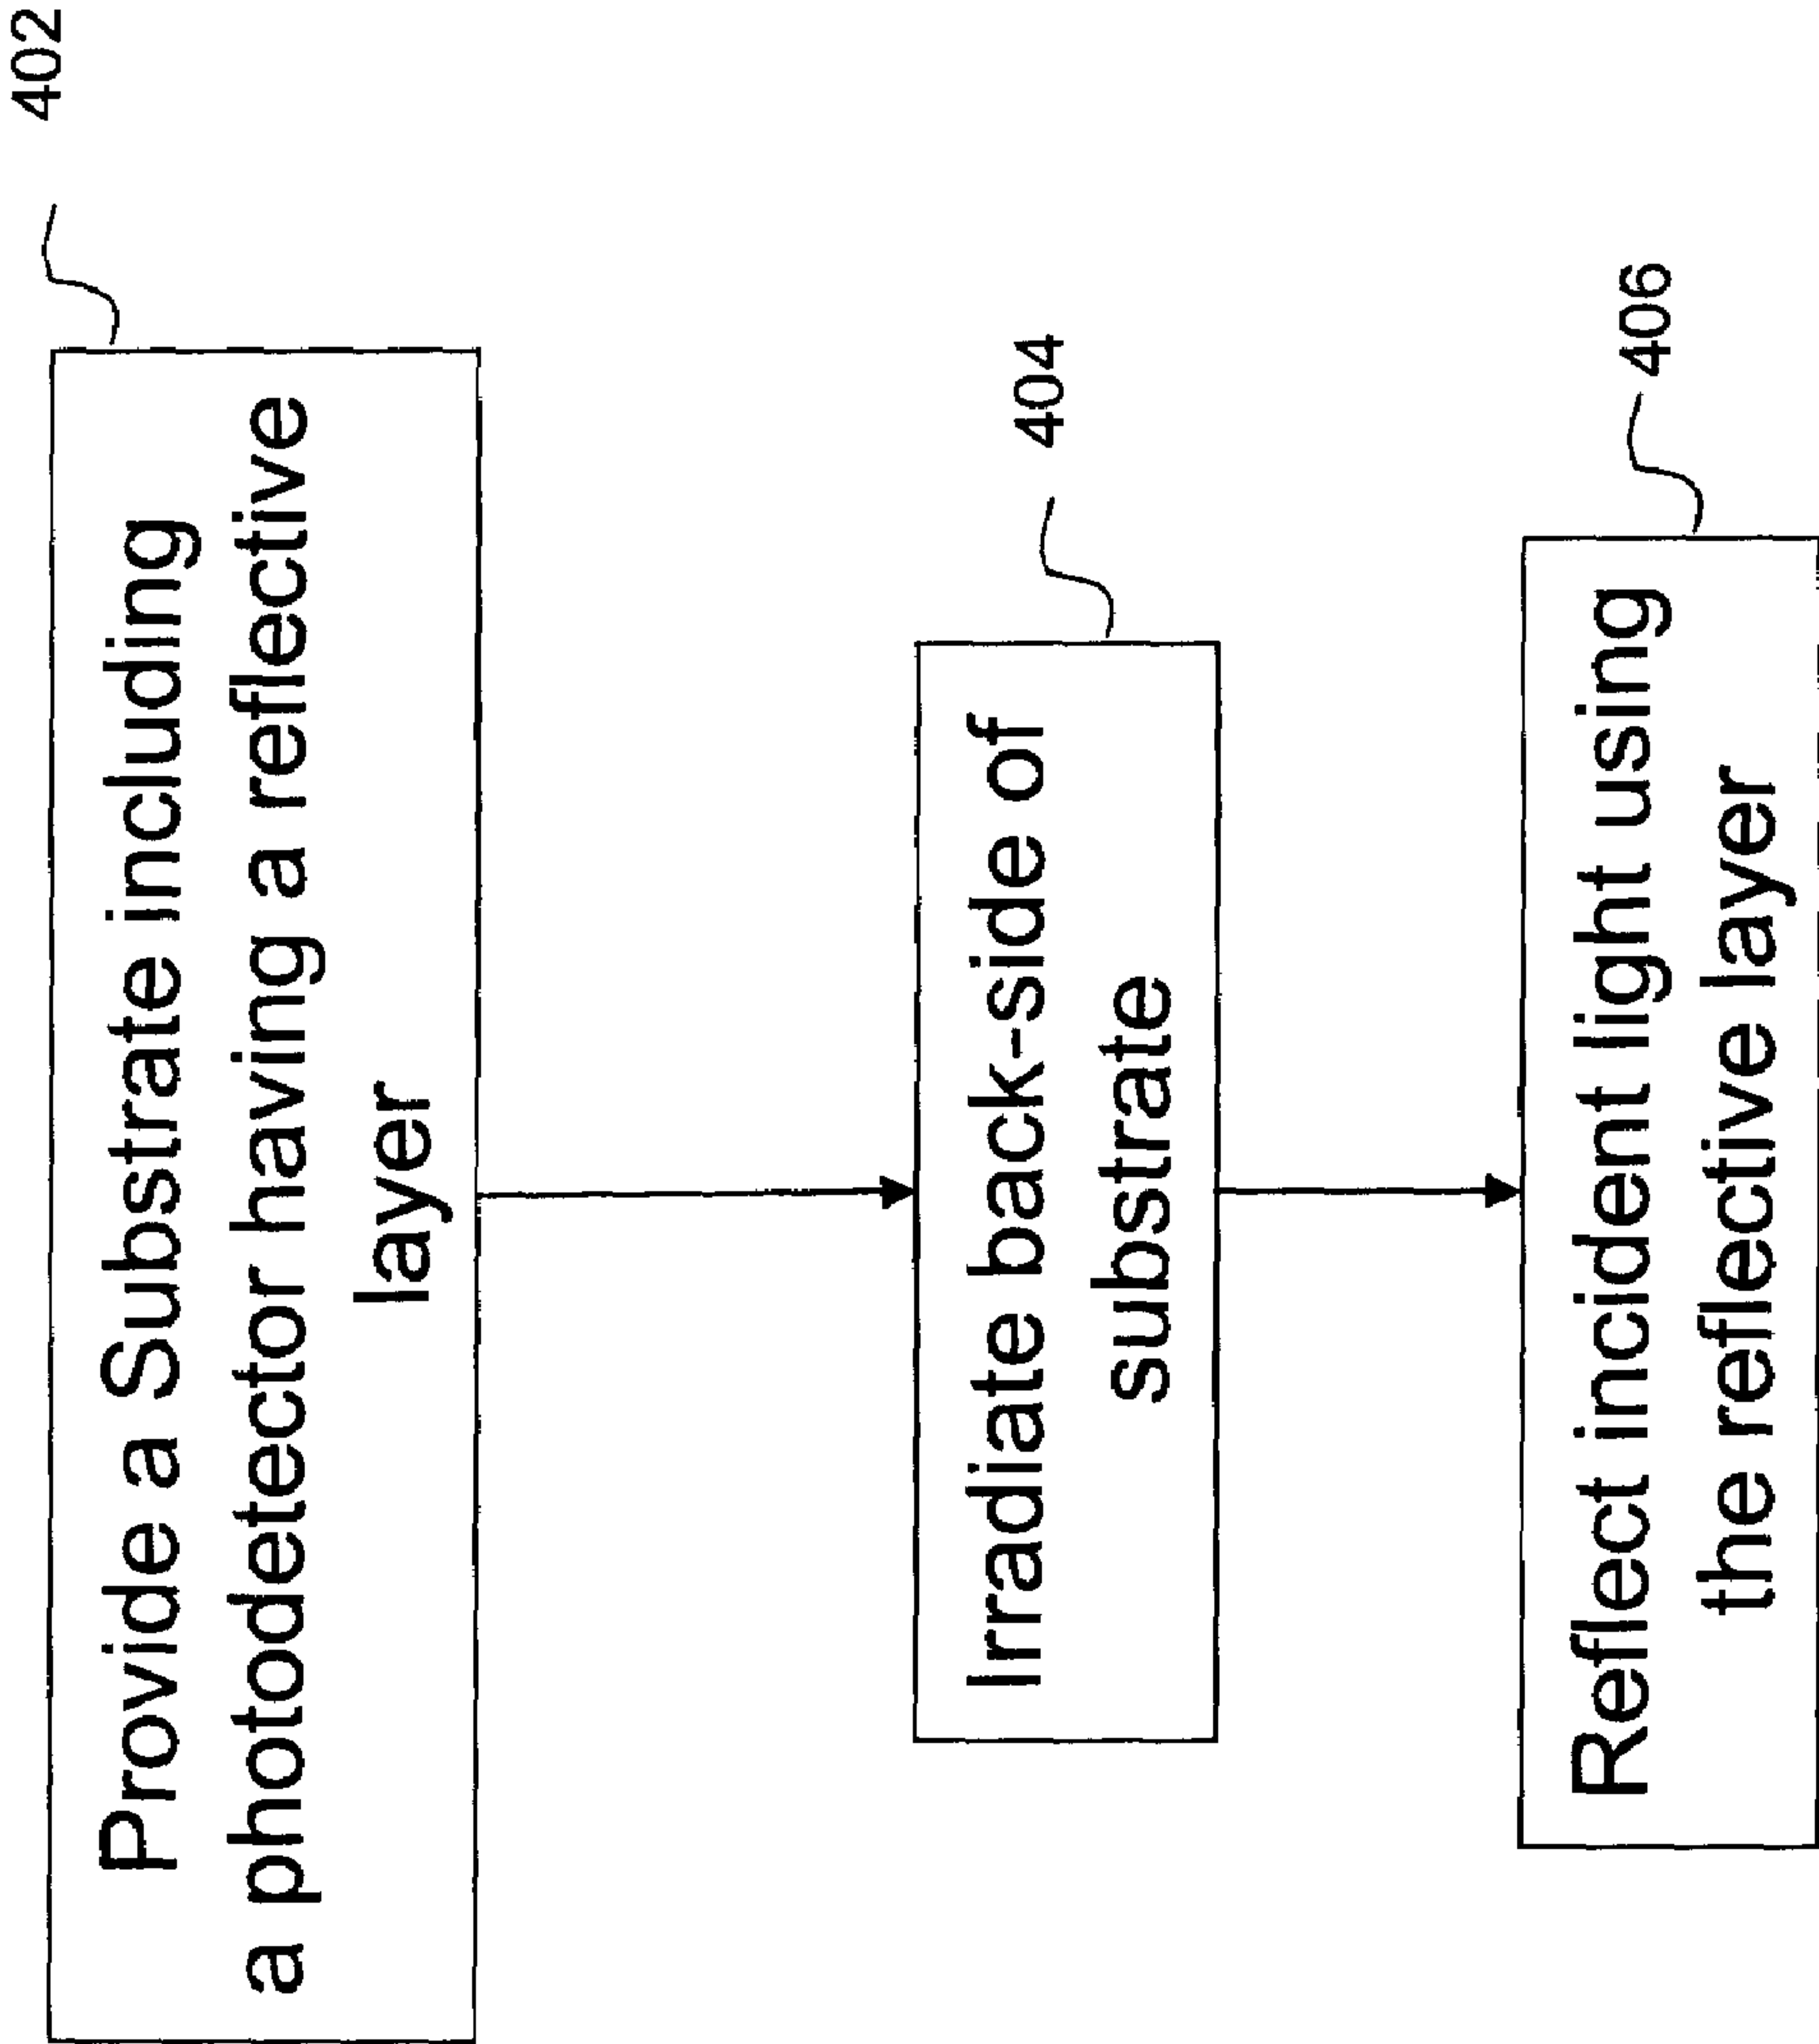 402
Provide a Substrate including
a photodetector having a reflective
layer
404
Irradiate back-side of
substrate
406
Reflect incident light using
the reflective layer